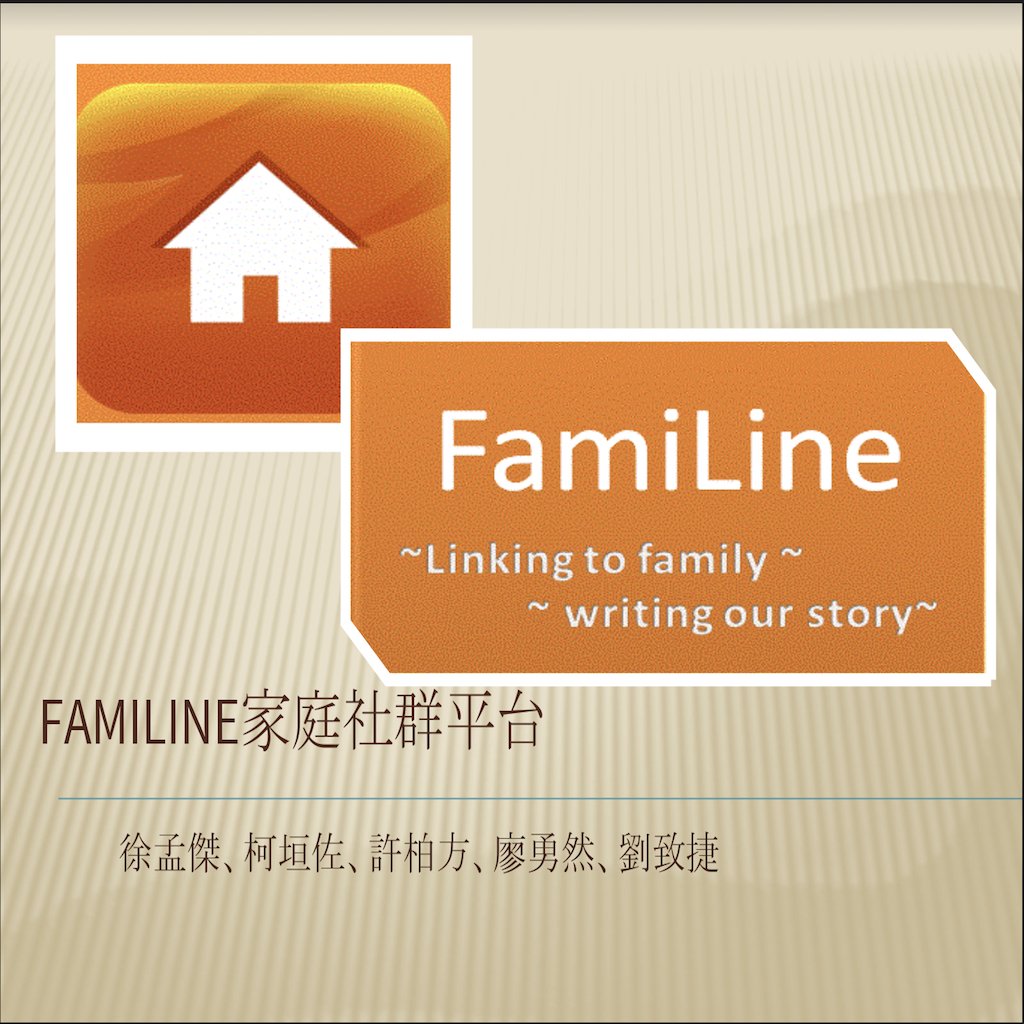 FamiLine
~Linking to family ~
~ writing our story~
FAMILINE家庭社群平台
徐孟傑、柯垣佐、許柏方、廖勇然、劉致捷